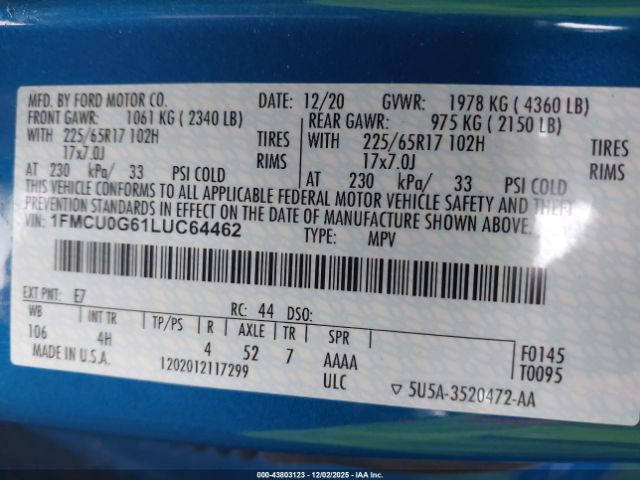 MFD. BY FORD MOTOR CO. DATE: 12/20 GVWR: 1978 KG ( 4360 LB)
FRONT GAWR: 1061 KG ( 2340 LB) REAR GAWR: 975 KG ( 2150 LB)
WITH 225/65R17 102H TIRES WITH 225/65R17 102H TIRES
17x7.0J RIMS 17x7.0J RIMS
AT 230 kPa/ 33 PSI COLD AT 230 kPa/ 33 PSI COLD
THIS VEHICLE CONFORMS TO ALL APPLICABLE FEDERAL MOTOR VEHICLE SAFETY AND THEFT
PREVENTION STANDARDS IN EFFECT ON THE DATE OF MANUFACTURE SHOWN ABOVE.
VIN: 1FMCU0G61LUC64462 TYPE: MPV
EXT PNT: E7 RC: 44 DSO:
WB INT TR TP/PS R AXLE TR SPR
106 4H 4 52 7 AAAA F0145
MADE IN U.S.A. 1202012117299 ULC T0095
▽ 5U5A-3520472-AA
000-43803123 - 12/02/2025 - IAAI.COM